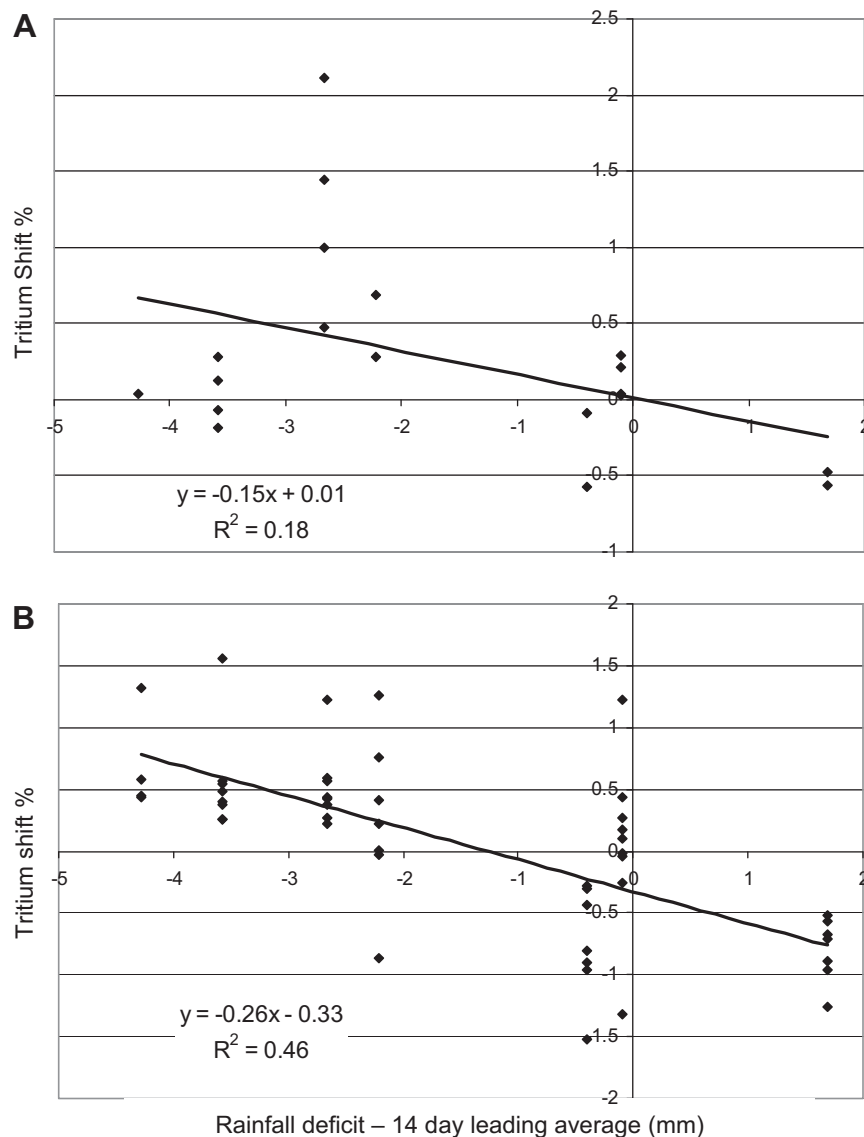 A
2.5
2
1.5
1
0.5
0
-5 -4 -3 -2 -1 0 1 2
-0.5
-1
Tritium Shift %
y = -0.15x + 0.01
R² = 0.18
B
2
1.5
1
0.5
0
-5 -4 -3 -2 -1 0 1 2
-0.5
-1
-1.5
-2
Tritium shift %
y = -0.26x - 0.33
R² = 0.46
Rainfall deficit – 14 day leading average (mm)